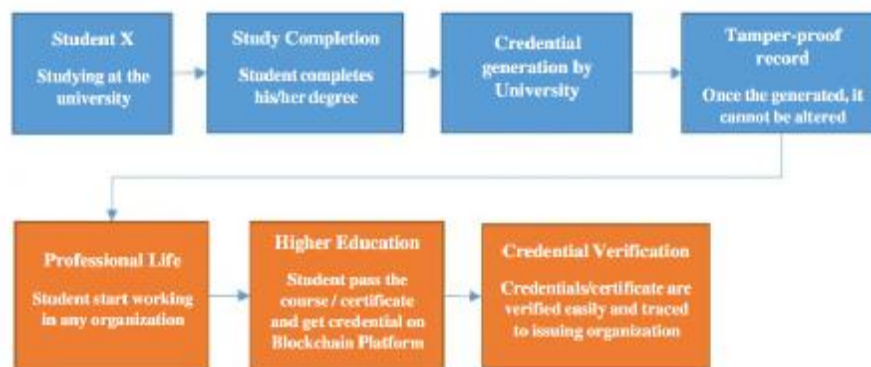 Student X
Studying at the
university
Study Completion
Student completes
his/her degree
Credential
generation by
University
Tamper-proof
record
Once the generated, it
cannot be altered
Professional Life
Student start working
in any organization
Higher Education
Student pass the
course / certificate
and get credential on
Blockchain Platform
Credential Verification
Credentials/certificate are
verified easily and traced
to issuing organization